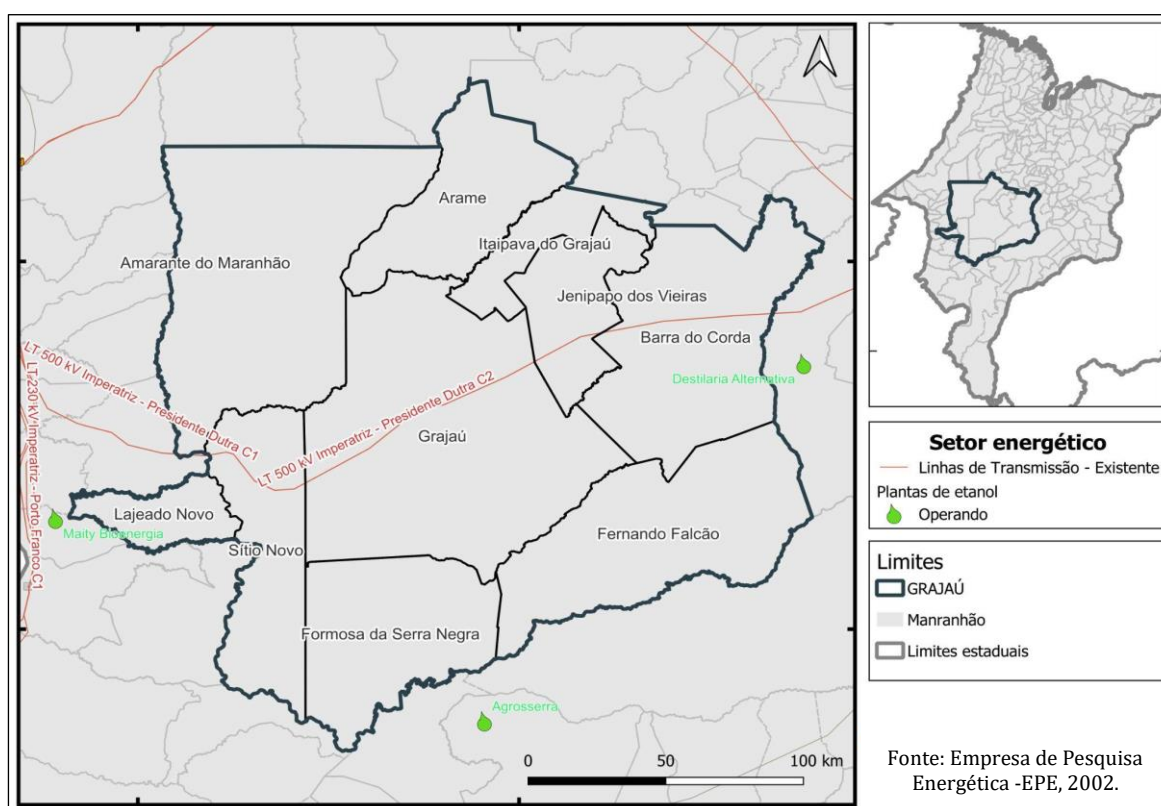 Arame
Itaipava do Grajaú
Amarante do Maranhão
Jenipapo dos Vieiras
Barra do Corda
Destilaria Alternativa
LT 500 kV Imperatriz - Presidente Dutra C1
LT 230 kV Imperatriz - Porto Franco C1
LT 500 kV Imperatriz - Presidente Dutra C2
Grajaú
Lajeado Novo
Maity Bioenergia
Sítio Novo
Fernando Falcão
Formosa da Serra Negra
Agrosserra
0 50 100 km
Setor energético
Linhas de Transmissão - Existente
Plantas de etanol
Operando
Limites
GRAJAÚ
Manranhão
Limites estaduais
Fonte: Empresa de Pesquisa
Energética -EPE, 2002.